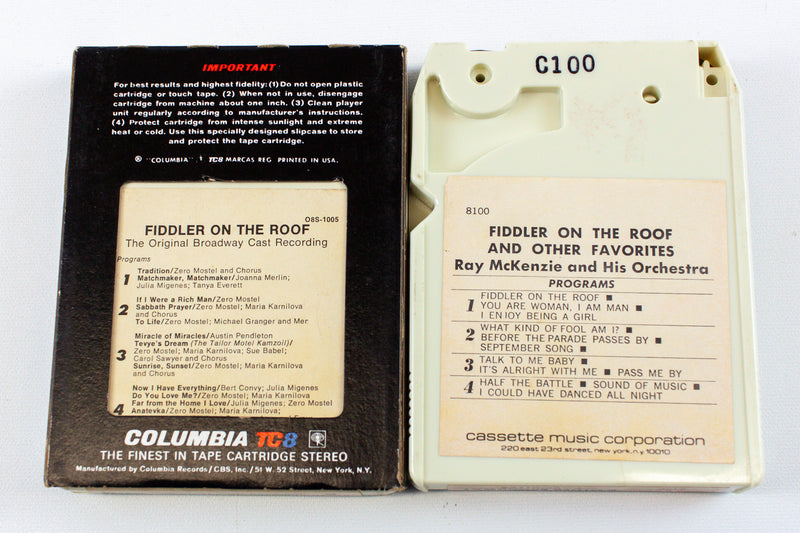 IMPORTANT
For best results and highest fidelity: (1) Do not open plastic
cartridge or touch tape. (2) When not in use, disengage
cartridge from machine about one inch. (3) Clean player
unit regularly according to manufacturer's instructions.
(4) Protect cartridge from intense sunlight and extreme
heat or cold. Use this specially designed slipcase to store
and protect the tape cartridge.
® "COLUMBIA", TC8 MARCAS REG. PRINTED IN USA.
O8S-1005
FIDDLER ON THE ROOF
The Original Broadway Cast Recording
Programs
1 Tradition/Zero Mostel and Chorus
Matchmaker, Matchmaker/Joanna Merlin;
Julia Migenes; Tanya Everett
2 If I Were a Rich Man/Zero Mostel
Sabbath Prayer/Zero Mostel; Maria Karnilova
and Chorus
To Life/Zero Mostel; Michael Granger and Mer
3 Miracle of Miracles/Austin Pendleton
Tevye's Dream (The Tailor Motel Kamzoil)/
Zero Mostel; Maria Karnilova; Sue Babel;
Carol Sawyer and Chorus
Sunrise, Sunset/Zero Mostel; Maria Karnilova
and Chorus
4 Now I Have Everything/Bert Convy; Julia Migenes
Do You Love Me?/Zero Mostel; Maria Karnilova
Far from the Home I Love/Julia Migenes; Zero Mostel
Anatevka/Zero Mostel; Maria Karnilova;
COLUMBIA TC8
THE FINEST IN TAPE CARTRIDGE STEREO
Manufactured by Columbia Records/CBS, Inc./51 W. 52 Street, New York, N.Y.
C100
8100
FIDDLER ON THE ROOF
AND OTHER FAVORITES
Ray McKenzie and His Orchestra
PROGRAMS
1 FIDDLER ON THE ROOF ■
YOU ARE WOMAN, I AM MAN ■
I ENJOY BEING A GIRL
2 WHAT KIND OF FOOL AM I? ■
BEFORE THE PARADE PASSES BY ■
SEPTEMBER SONG ■
3 TALK TO ME BABY ■
IT'S ALRIGHT WITH ME ■ PASS ME BY
4 HALF THE BATTLE ■ SOUND OF MUSIC ■
I COULD HAVE DANCED ALL NIGHT
cassette music corporation
220 east 23rd street, new york, n.y. 10010